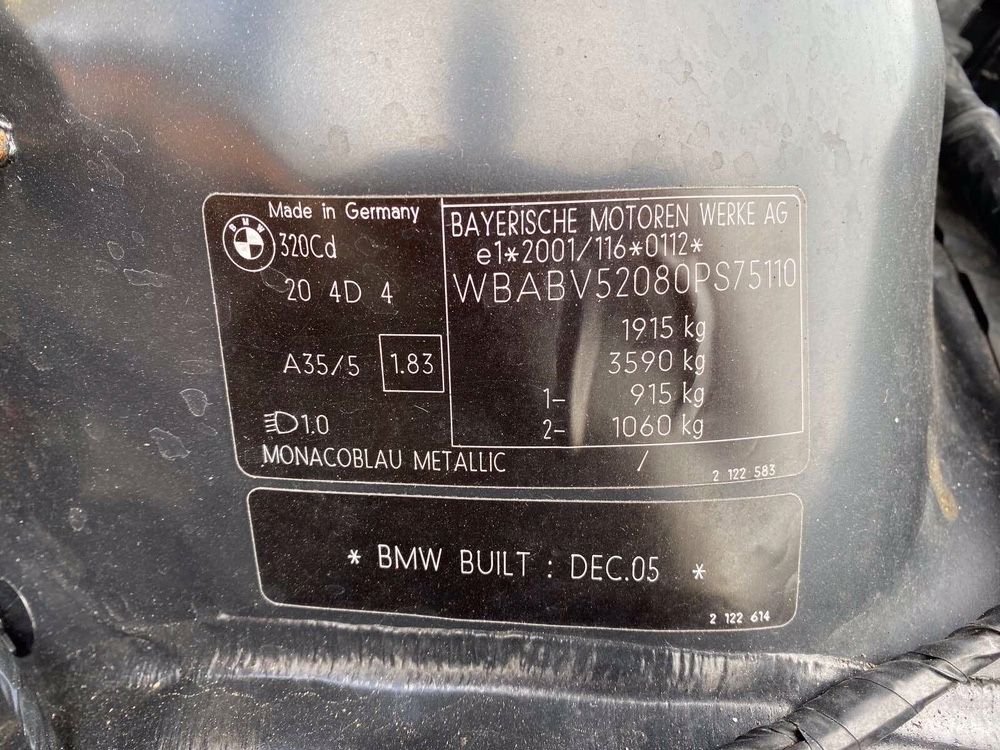 Made in Germany
BMW
320Cd
20 4D 4
A35/5 1.83
1.0
MONACOBLAU METALLIC /
BAYERISCHE MOTOREN WERKE AG
e1*2001/116*0112*
WBABV52080PS75110
1915 kg
3590 kg
1- 915 kg
2- 1060 kg
2 122 583
* BMW BUILT : DEC.05 *
2 122 614